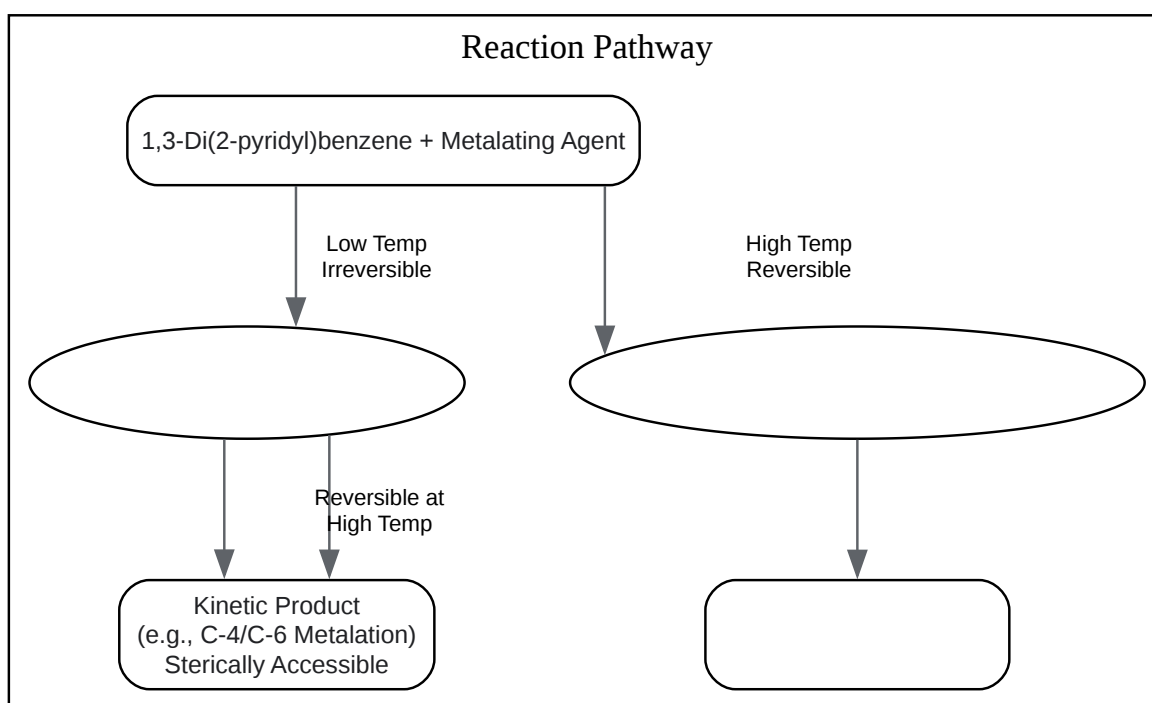 Reaction Pathway
1,3-Di(2-pyridyl)benzene + Metalating Agent
Low Temp
Irreversible
High Temp
Reversible
Reversible at
High Temp
Kinetic Product
(e.g., C-4/C-6 Metalation)
Sterically Accessible